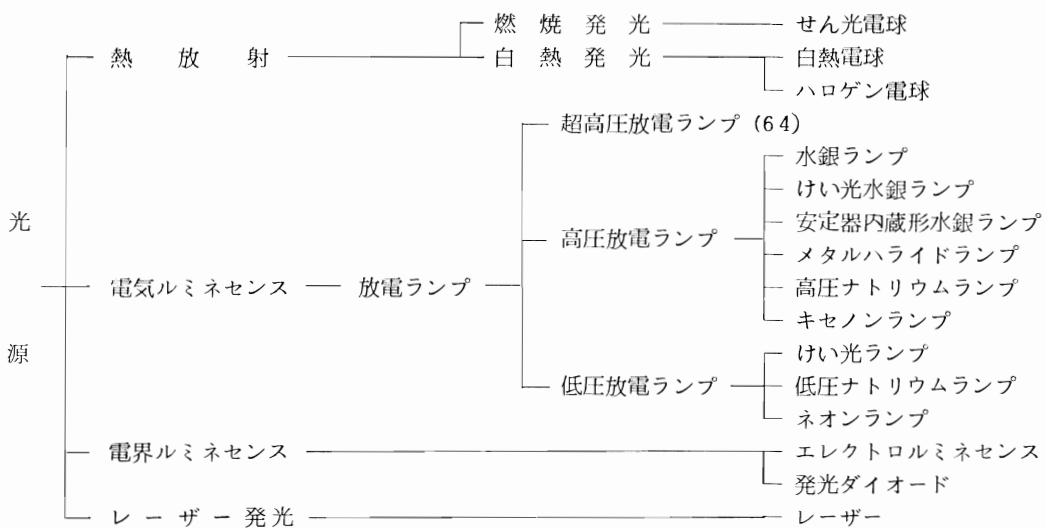 燃焼発光 せん光電球
熱放射 白熱発光 白熱電球
ハロゲン電球
超高圧放電ランプ (64)
水銀ランプ
けい光水銀ランプ
光 安定器内蔵形水銀ランプ
高圧放電ランプ
メタルハライドランプ
電気ルミネセンス 放電ランプ 高圧ナトリウムランプ
キセノンランプ
源 けい光ランプ
低圧放電ランプ 低圧ナトリウムランプ
ネオンランプ
電界ルミネセンス エレクトロルミネセンス
発光ダイオード
レーザー発光 レーザー